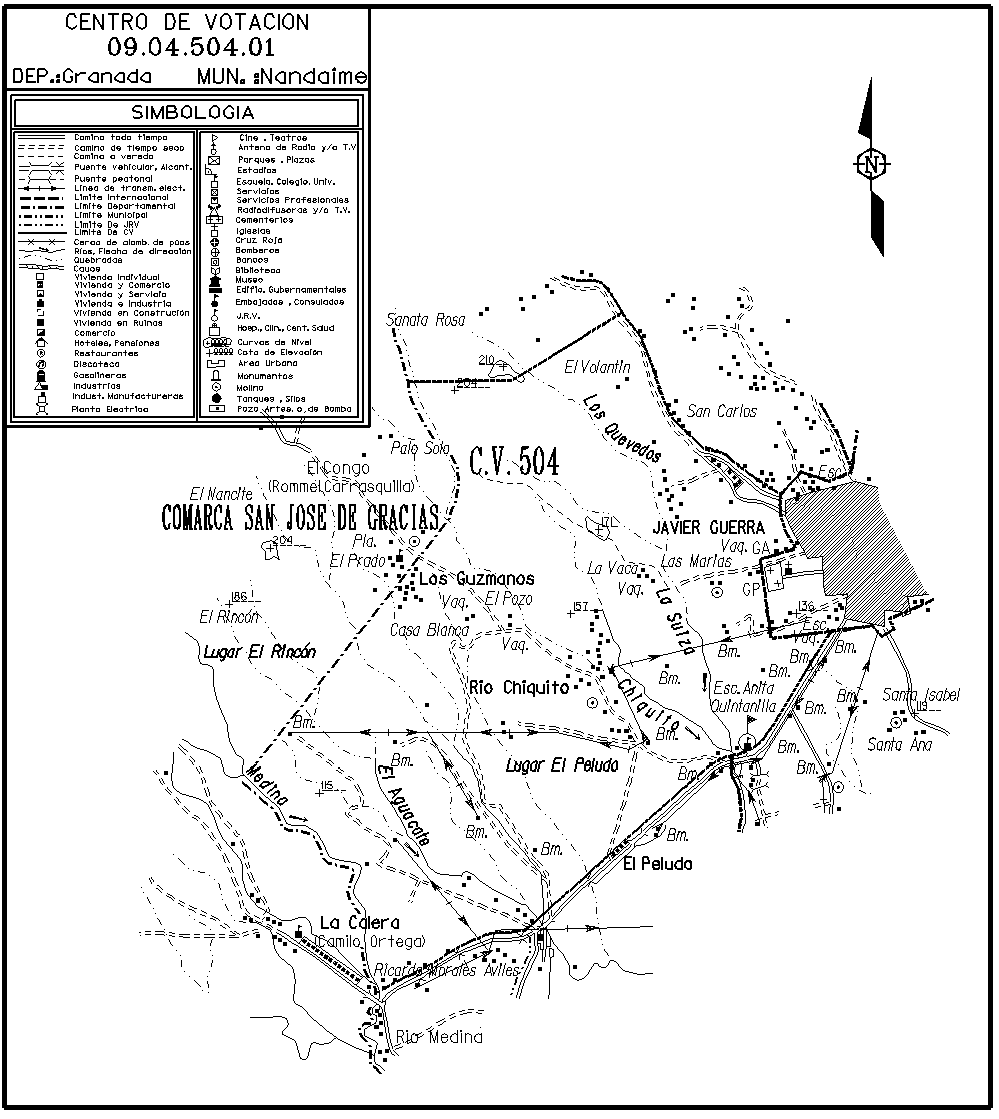 CENTRO DE VOTACION
09.04.504.01
DEP.:Granada MUN. :Nandaime
SIMBOLOGIA
Camino todo tiempo
Camino de tiempo seco
Camino o vereda
Puente vehicular, Alcant.
Puente peatonal
Linea de transm. elect.
Limite Internacional
Limite Departamental
Limite Municipal
Limite De JRV
Limite De CV
Cerca de alamb. de puas
Rios, Flecha de dirección
Quebradas
Cauce
Vivienda Individual
Vivienda y Comercio
Vivienda y Servicio
Vivienda e Industria
Vivienda en Construción
Vivienda en Ruinas
Comercio
Hoteles, Pensiones
Restaurantes
Discoteca
Gasolineras
Industrias
Indust. Manufactureras
Planta Electrica
Cine . Teatros
Antena de Radio y/o T.V
Parques . Plazas
Estadios
Escuela. Colegio. Univ.
Servicios
Servicios Profesionales
Radiodifusoras y/o T.V.
Cementerios
Iglesias
Cruz Roja
Bomberos
Bancos
Biblioteca
Museo
Edifio. Gubernamentales
Embajadas , Consulados
J.R.V.
Hosp., Clin., Cent. Salud
Curvas de Nivel
Cota de Elevación
Area Urbana
Monumentos
Molino
Tanques , Silos
Pozo Artes. o, de Bomba
N
Sanata Rosa
210
204
El Volantin
Los Quevedos
San Carlos
Palo Solo
C.V. 504
El Congo
(Rommel Carrasquilla)
El Nancite
COMARCA SAN JOSE DE GRACIAS
Esc.
171
JAVIER GUERRA
204
Pla.
El Prado
Vaq. GA
Las Marias
La Vaca
Vaq.
Los Guzmanos
GP
186
El Rincón
Vaq.
El Pozo
157
La Suiza
136
Esc.
Casa Blanca
Vaq.
Vaq.
Lugar El Rincón
Bm.
Bm.
Bm.
Bm.
Rio Chiquito
Chiquito
Esc. Anita
Quintanilla
Bm.
Bm.
Santa Isabel
119
Santa Ana
Bm.
Bm.
Bm.
Bm.
Lugar El Peludo
Bm.
Bm.
Medina
115
El Aguacate
Bm.
Bm.
Bm.
El Peludo
La Calera
(Camilo Ortega)
Ricardo Morales Aviles
Rio Medina